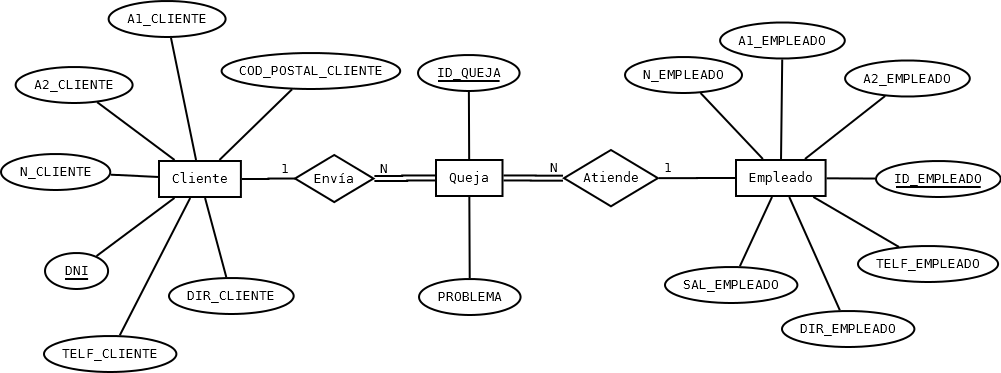 A1_CLIENTE
A1_EMPLEADO
COD_POSTAL_CLIENTE
ID_QUEJA
N_EMPLEADO
A2_EMPLEADO
A2_CLIENTE
N_CLIENTE
Cliente
1
Envía
N
Queja
N
Atiende
1
Empleado
ID_EMPLEADO
DNI
TELF_EMPLEADO
SAL_EMPLEADO
DIR_CLIENTE
PROBLEMA
DIR_EMPLEADO
TELF_CLIENTE